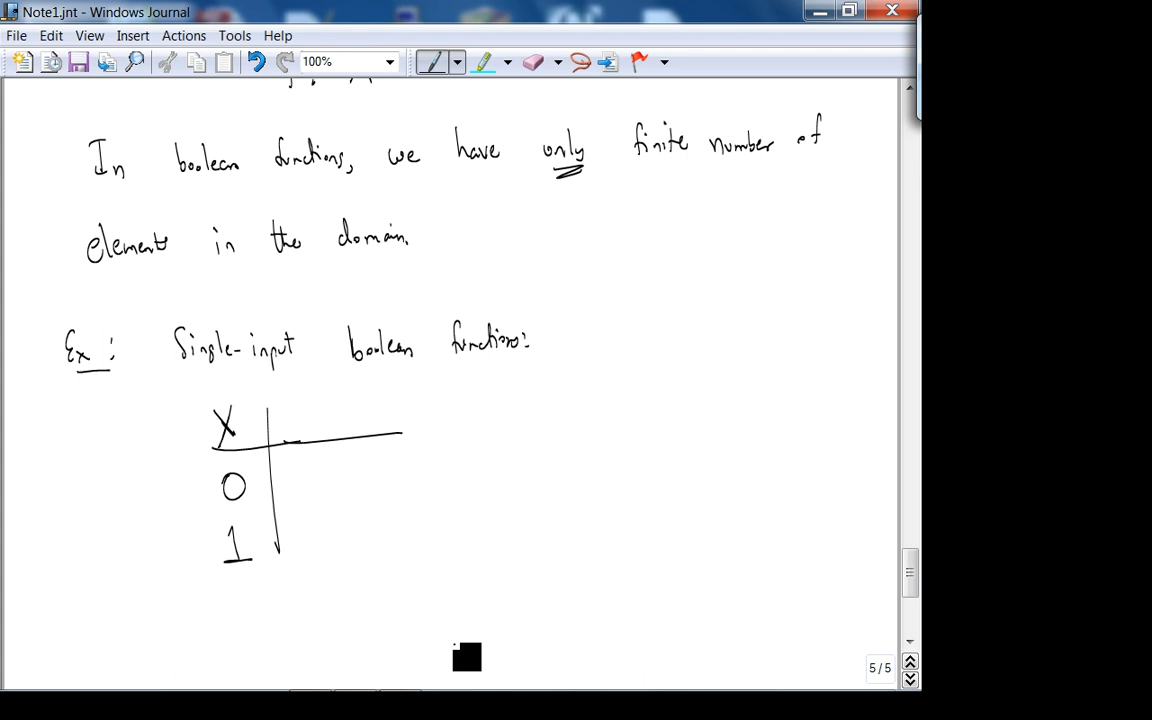 Note1.jnt - Windows Journal
File Edit View Insert Actions Tools Help
100%
In boolean functions, we have only finite number of
elements in the domain.
Ex: Single-input boolean functions:
X
0
1
5 / 5